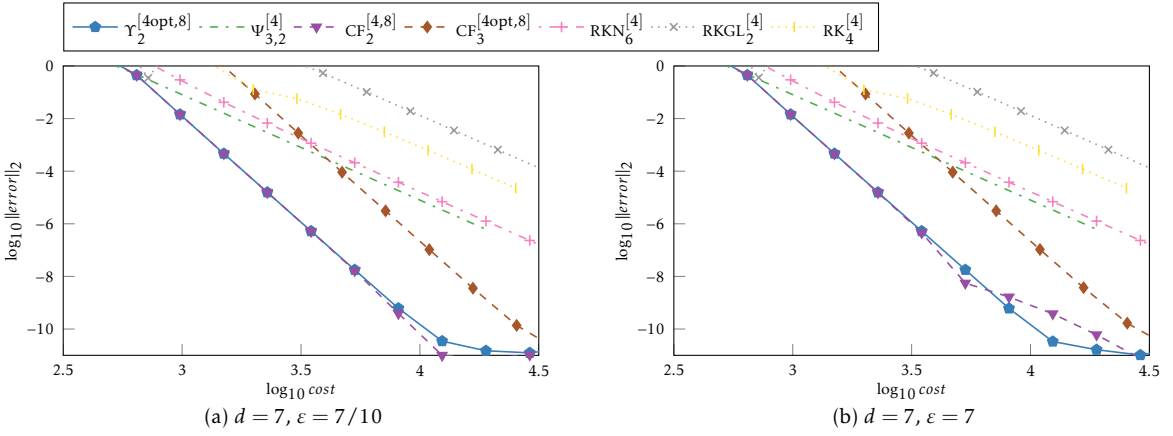 Υ₂^[4opt,8] Ψ₃,₂^[4] CF₂^[4,8] CF₃^[4opt,8] RKN₆^[4] RKGL₂^[4] RK₄^[4]
0
−2
−4
−6
−8
−10
log₁₀ ||error||₂
2.5 3 3.5 4 4.5
log₁₀ cost
(a) d = 7, ε = 7/10
0
−2
−4
−6
−8
−10
log₁₀ ||error||₂
2.5 3 3.5 4 4.5
log₁₀ cost
(b) d = 7, ε = 7